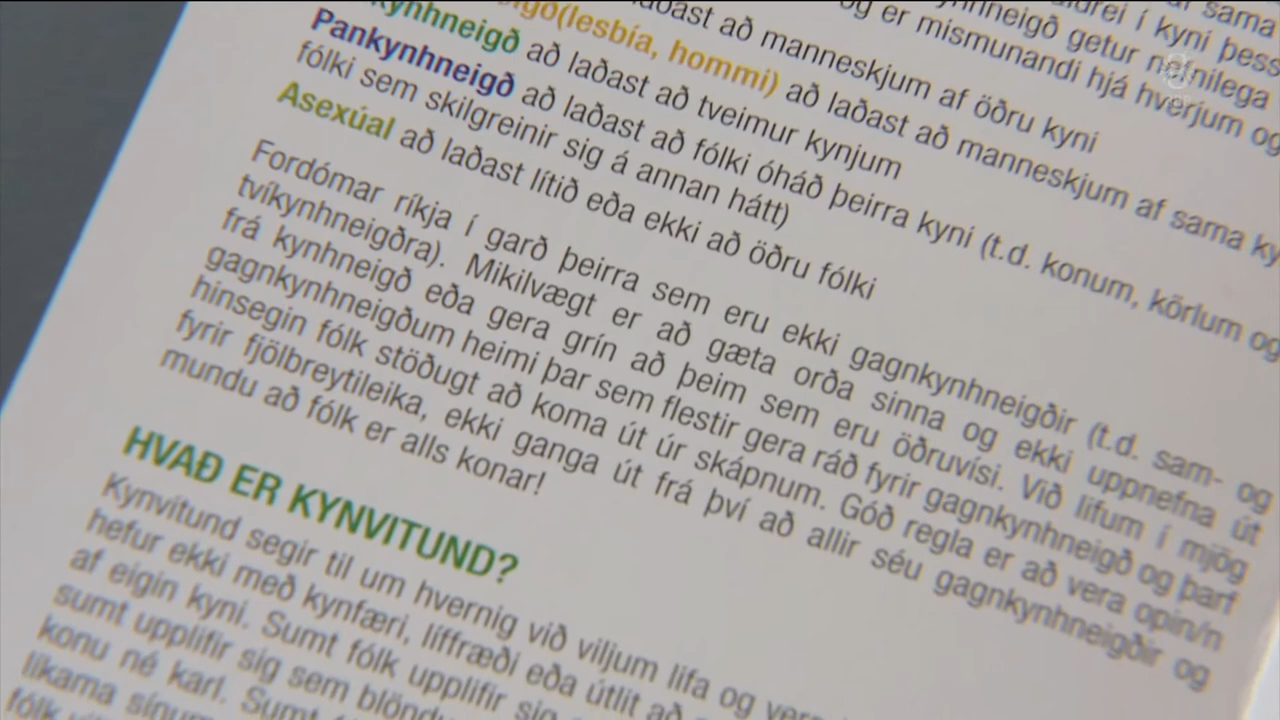 aldrei í kyni þess
kynhneigð getur nefnilega
og er mismunandi hjá hverjum og
laðast að manneskjum af öðru kyni
(lesbía, hommi) að laðast að manneskjum af sama
kynhneigð að laðast að tveimur kynjum
Pankynhneigð að laðast að fólki óháð þeirra kyni (t.d. konum, körlum og
fólki sem skilgreinir sig á annan hátt)
Asexúal að laðast lítið eða ekki að öðru fólki
Fordómar ríkja í garð þeirra sem eru ekki gagnkynhneigðir (t.d. sam- og
tvíkynhneigðra). Mikilvægt er að gæta orða sinna og ekki uppnefna út
frá kynhneigð eða gera grín að þeim sem eru öðruvísi. Við lifum í mjög
gagnkynhneigðum heimi þar sem flestir gera ráð fyrir gagnkynhneigð og þarf
hinsegin fólk stöðugt að koma út úr skápnum. Góð regla er að vera opin/n
fyrir fjölbreytileika, ekki ganga út frá því að allir séu gagnkynhneigðir og
mundu að fólk er alls konar!
HVAÐ ER KYNVITUND?
Kynvitund segir til um hvernig við viljum lifa og vera
hefur ekki með kynfæri, líffræði eða útlit að
af eigin kyni. Sumt fólk upplifir sig
sumt upplifir sig sem blöndu
konu né karl. Sumt
líkama sínum
fólk